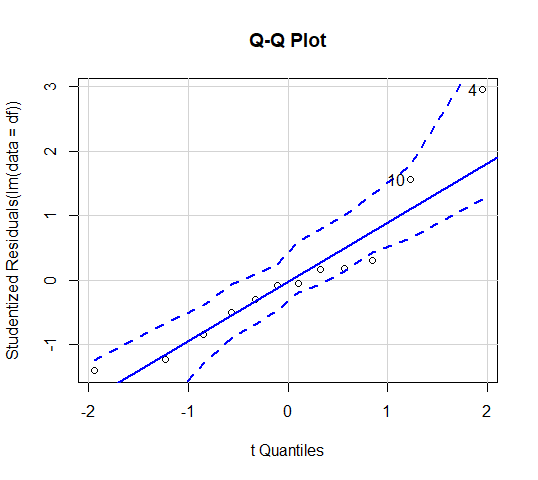 Q-Q Plot
Studentized Residuals(lm(data = df))
3
2
1
0
-1
4
10
-2 -1 0 1 2
t Quantiles